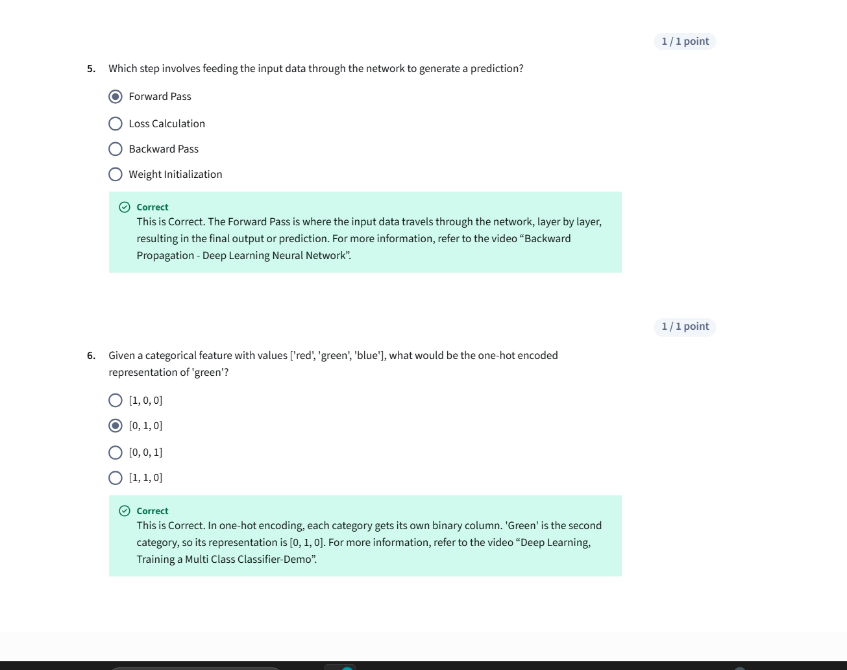 1 / 1 point
5. Which step involves feeding the input data through the network to generate a prediction?
Forward Pass
Loss Calculation
Backward Pass
Weight Initialization
Correct
This is Correct. The Forward Pass is where the input data travels through the network, layer by layer,
resulting in the final output or prediction. For more information, refer to the video “Backward
Propagation - Deep Learning Neural Network”.
1 / 1 point
6. Given a categorical feature with values ['red', 'green', 'blue'], what would be the one-hot encoded
representation of 'green'?
[1, 0, 0]
[0, 1, 0]
[0, 0, 1]
[1, 1, 0]
Correct
This is Correct. In one-hot encoding, each category gets its own binary column. 'Green' is the second
category, so its representation is [0, 1, 0]. For more information, refer to the video “Deep Learning,
Training a Multi Class Classifier-Demo”.